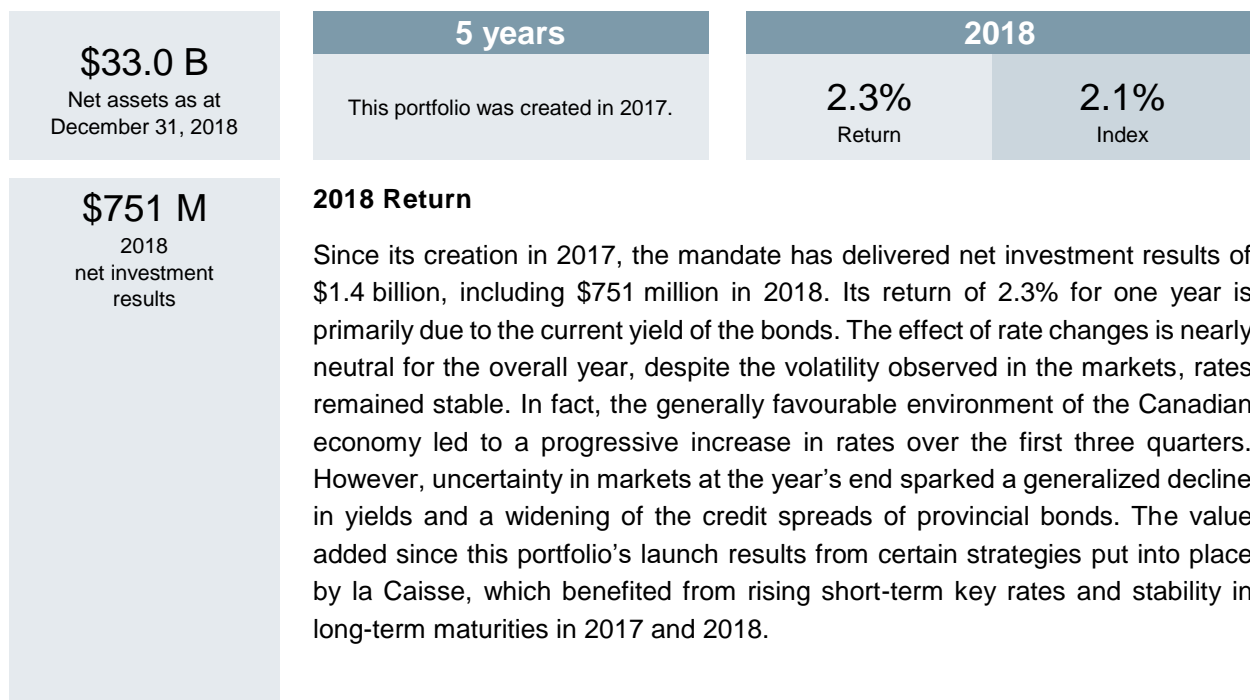 $33.0 B
Net assets as at
December 31, 2018
5 years
This portfolio was created in 2017.
2018
2.3%
Return
2.1%
Index
$751 M
2018
net investment
results
2018 Return
Since its creation in 2017, the mandate has delivered net investment results of
$1.4 billion, including $751 million in 2018. Its return of 2.3% for one year is
primarily due to the current yield of the bonds. The effect of rate changes is nearly
neutral for the overall year, despite the volatility observed in the markets, rates
remained stable. In fact, the generally favourable environment of the Canadian
economy led to a progressive increase in rates over the first three quarters.
However, uncertainty in markets at the year’s end sparked a generalized decline
in yields and a widening of the credit spreads of provincial bonds. The value
added since this portfolio’s launch results from certain strategies put into place
by la Caisse, which benefited from rising short-term key rates and stability in
long-term maturities in 2017 and 2018.